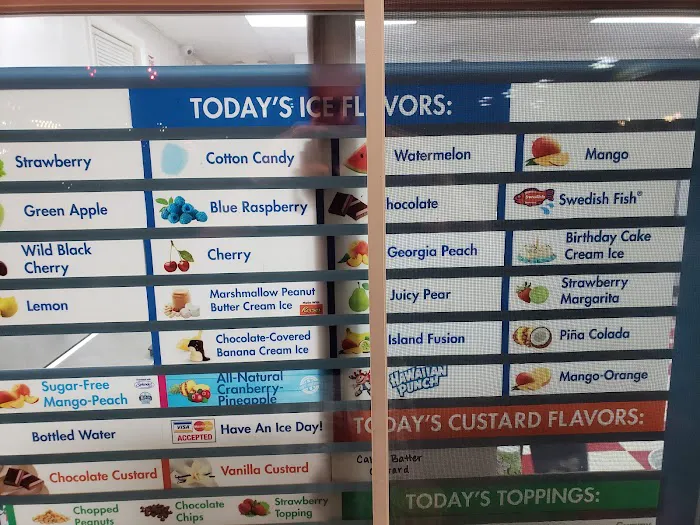 TODAY'S ICE FLAVORS:
Strawberry
Cotton Candy
Watermelon
Mango
Green Apple
Blue Raspberry
hocolate
Swedish Fish®
Wild Black
Cherry
Cherry
Georgia Peach
Birthday Cake
Cream Ice
Lemon
Marshmallow Peanut
Butter Cream Ice
Juicy Pear
Strawberry
Margarita
Chocolate-Covered
Banana Cream Ice
Island Fusion
Piña Colada
Sugar-Free
Mango-Peach
All-Natural
Cranberry-
Pineapple
HAWAIIAN
PUNCH
Mango-Orange
Bottled Water
VISA
ACCEPTED
Have An Ice Day!
TODAY'S CUSTARD FLAVORS:
Chocolate Custard
Vanilla Custard
Batter
Chopped
Peanuts
Chocolate
Chips
Strawberry
Topping
TODAY'S TOPPINGS: